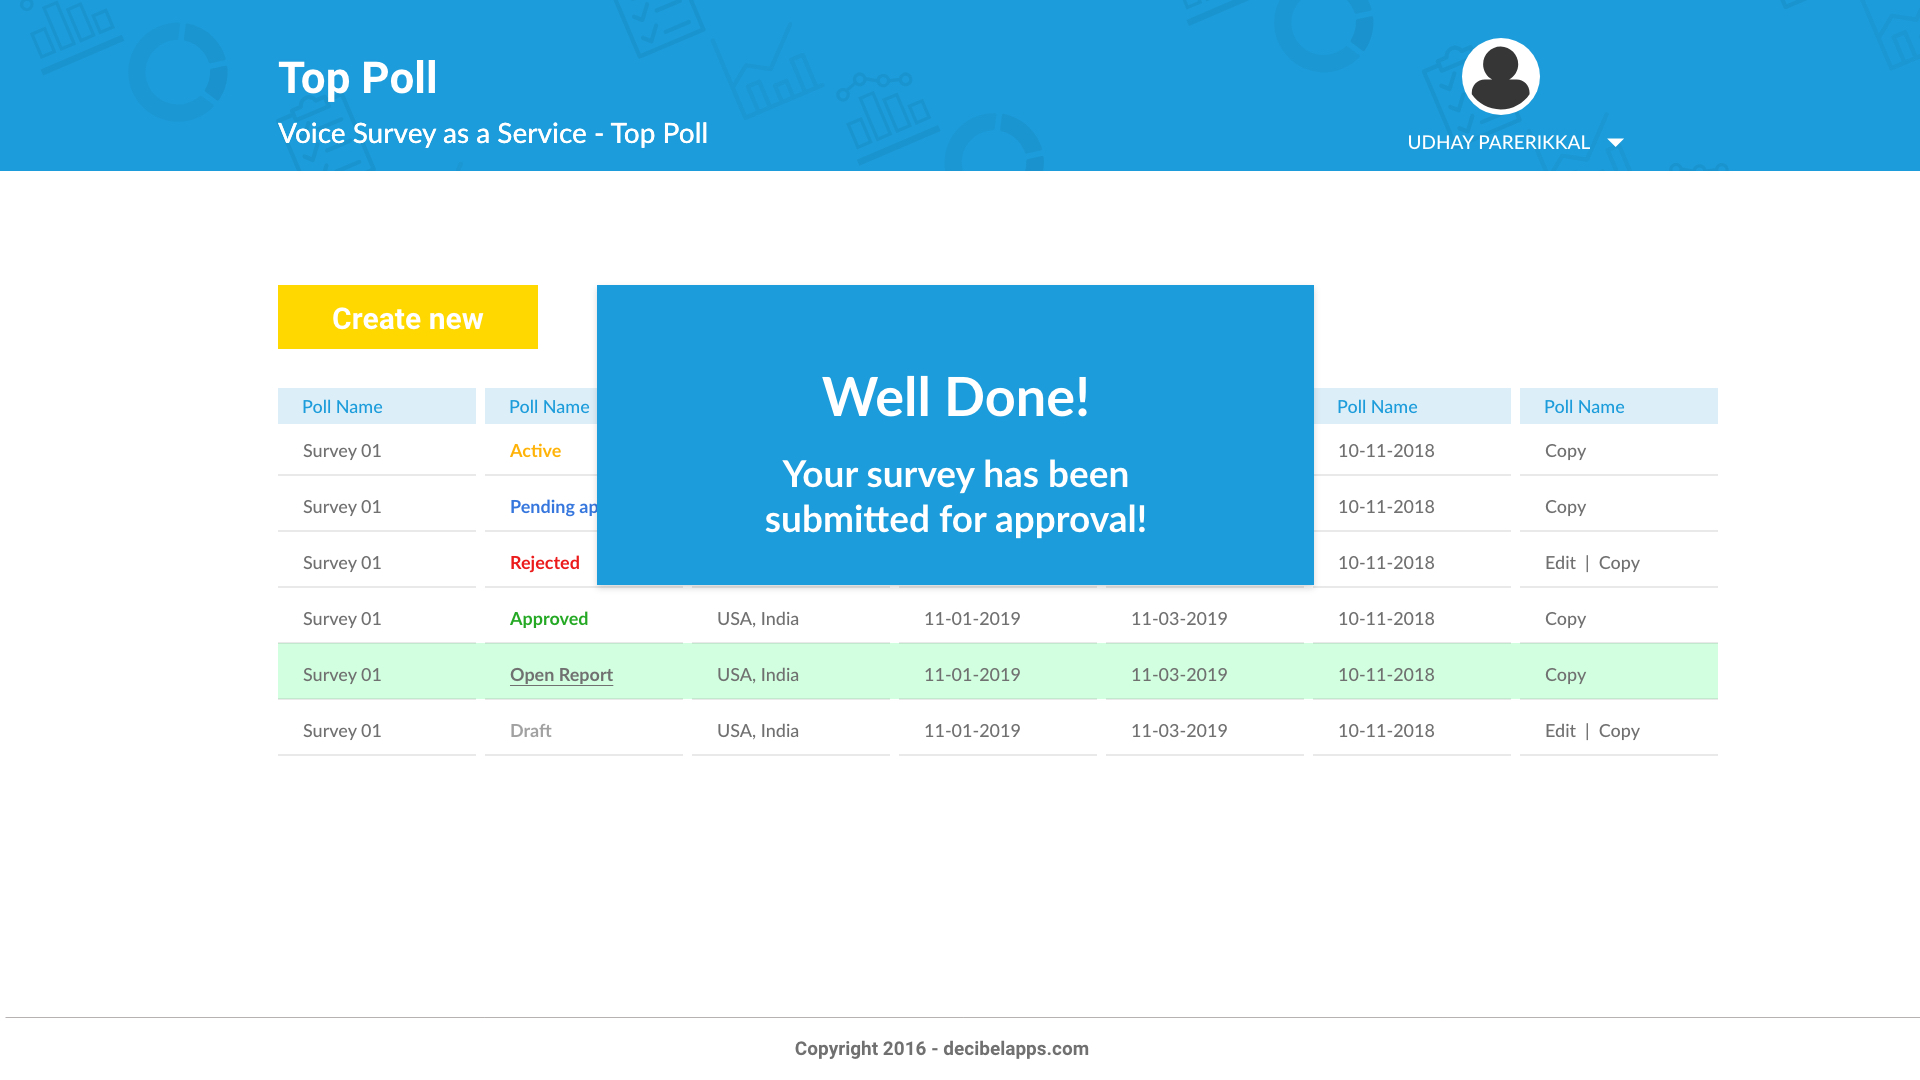 Top Poll
Voice Survey as a Service - Top Poll
UDHAY PARERIKKAL
Create new
Well Done!
Your survey has been
submitted for approval!
Poll Name Poll Name Poll Name Poll Name
Survey 01 Active 10-11-2018 Copy
Survey 01 Pending ap 10-11-2018 Copy
Survey 01 Rejected 10-11-2018 Edit | Copy
Survey 01 Approved USA, India 11-01-2019 11-03-2019 10-11-2018 Copy
Survey 01 Open Report USA, India 11-01-2019 11-03-2019 10-11-2018 Copy
Survey 01 Draft USA, India 11-01-2019 11-03-2019 10-11-2018 Edit | Copy
Copyright 2016 - decibelapps.com